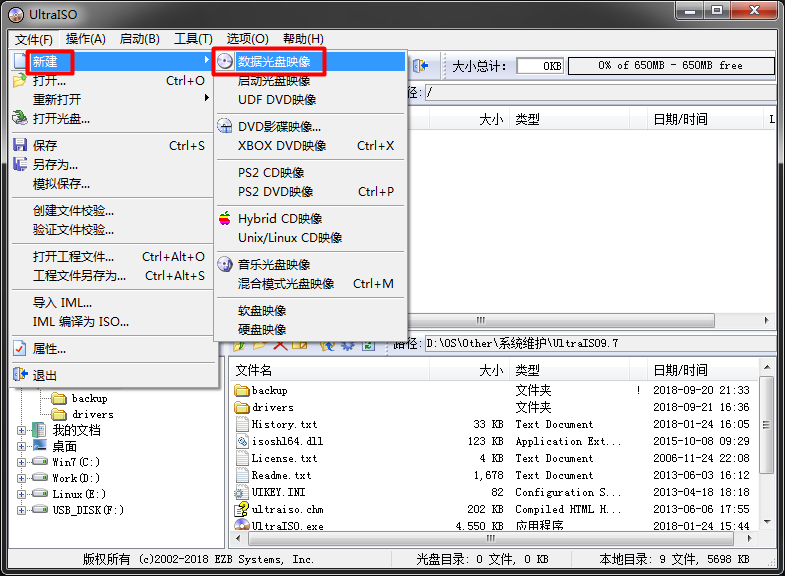 UltraISO
文件(F) 操作(A) 启动(B) 工具(T) 选项(O) 帮助(H)
新建
打开... Ctrl+O
重新打开
打开光盘...
保存 Ctrl+S
另存为...
模拟保存...
创建文件校验...
验证文件校验...
打开工程文件... Ctrl+Alt+O
工程文件另存为... Ctrl+Alt+S
导入 IML...
IML 编译为 ISO...
属性...
退出
数据光盘映像
启动光盘映像
UDF DVD映像
DVD影碟映像...
XBOX DVD映像 Ctrl+X
PS2 CD映像
PS2 DVD映像 Ctrl+P
Hybrid CD映像
Unix/Linux CD映像
音乐光盘映像
混合模式光盘映像 Ctrl+M
软盘映像
硬盘映像
大小总计: 0KB 0% of 650MB - 650MB free
径: /
大小 类型 日期/时间 L
路径: D:\OS\Other\系统维护\UltraISO9.7
backup
drivers
我的文档
桌面
Win7(C:)
Work(D:)
Linux(E:)
USB_DISK(F:)
文件名 大小 类型 日期/时间
backup 文件夹 ! 2018-09-20 21:33
drivers 文件夹 2018-09-21 16:36
History.txt 33 KB Text Document 2018-01-24 16:05
isoshl64.dll 123 KB Application Ext... 2015-10-08 09:29
License.txt 4 KB Text Document 2006-11-24 22:08
Readme.txt 1,678 Text Document 2013-06-03 16:12
UIKEY.INI 82 Configuration S... 2013-04-18 18:18
ultraiso.chm 202 KB Compiled HTML H... 2013-06-06 17:55
UltraISO.exe 4,550 KB 应用程序 2018-01-24 15:44
版权所有 (c)2002-2018 EZB Systems, Inc. 光盘目录: 0 文件, 0 KB 本地目录: 9 文件, 5698 KB